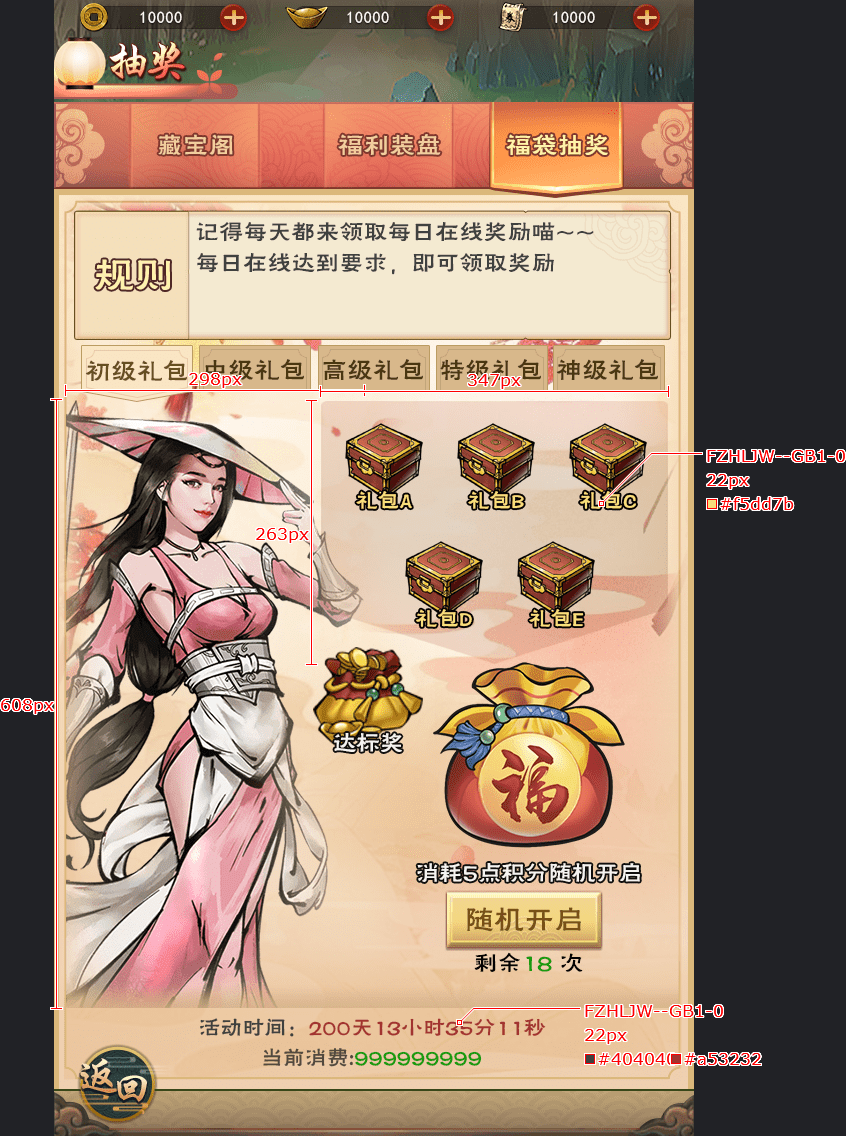 10000
10000
10000
抽奖
藏宝阁
福利装盘
福袋抽奖
规则
记得每天都来领取每日在线奖励喵~~
每日在线达到要求，即可领取奖励
初级礼包
中级礼包
高级礼包
特级礼包
神级礼包
298px
347px
礼包A
礼包B
礼包C
FZHLJW--GB1-0
22px
#f5dd7b
263px
礼包D
礼包E
608px
达标奖
福
消耗5点积分随机开启
随机开启
剩余18 次
活动时间：200天13小时35分11秒
FZHLJW--GB1-0
22px
#404040
#a53232
当前消费:999999999
返回